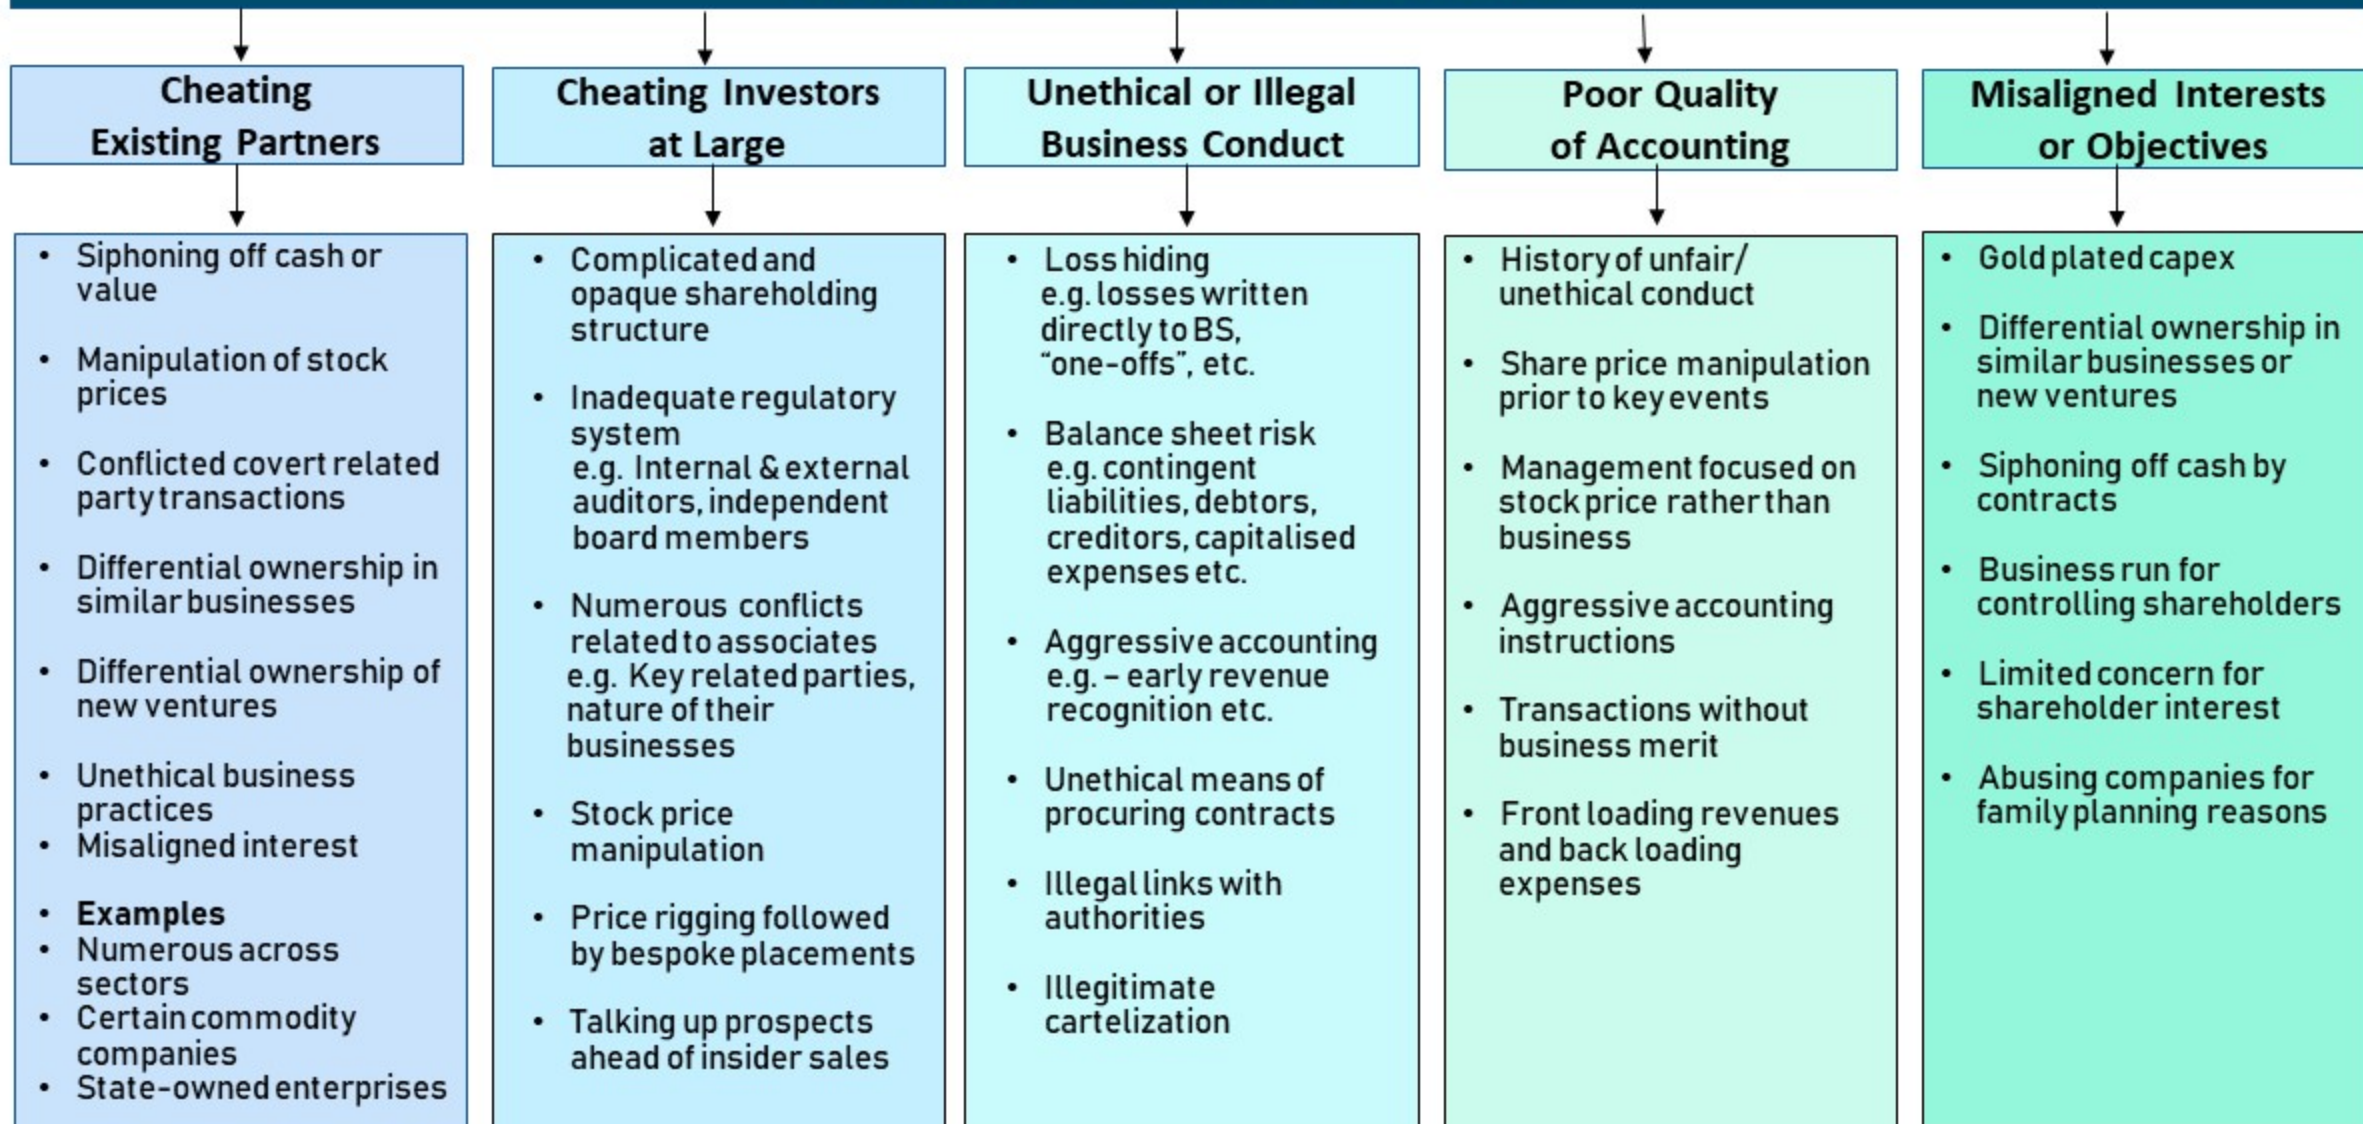 Cheating
Existing Partners
• Siphoning off cash or
value
• Manipulation of stock
prices
• Conflicted covert related
party transactions
• Differential ownership in
similar businesses
• Differential ownership of
new ventures
• Unethical business
practices
• Misaligned interest
• Examples
• Numerous across
sectors
• Certain commodity
companies
• State-owned enterprises
Cheating Investors
at Large
• Complicated and
opaque shareholding
structure
• Inadequate regulatory
system
e.g. Internal & external
auditors, independent
board members
• Numerous conflicts
related to associates
e.g. Key related parties,
nature of their
businesses
• Stock price
manipulation
• Price rigging followed
by bespoke placements
• Talking up prospects
ahead of insider sales
Unethical or Illegal
Business Conduct
• Loss hiding
e.g. losses written
directly to BS,
“one-offs”, etc.
• Balance sheet risk
e.g. contingent
liabilities, debtors,
creditors, capitalised
expenses etc.
• Aggressive accounting
e.g. – early revenue
recognition etc.
• Unethical means of
procuring contracts
• Illegal links with
authorities
• Illegitimate
cartelization
Poor Quality
of Accounting
• History of unfair/
unethical conduct
• Share price manipulation
prior to key events
• Management focused on
stock price rather than
business
• Aggressive accounting
instructions
• Transactions without
business merit
• Front loading revenues
and back loading
expenses
Misaligned Interests
or Objectives
• Gold plated capex
• Differential ownership in
similar businesses or
new ventures
• Siphoning off cash by
contracts
• Business run for
controlling shareholders
• Limited concern for
shareholder interest
• Abusing companies for
family planning reasons